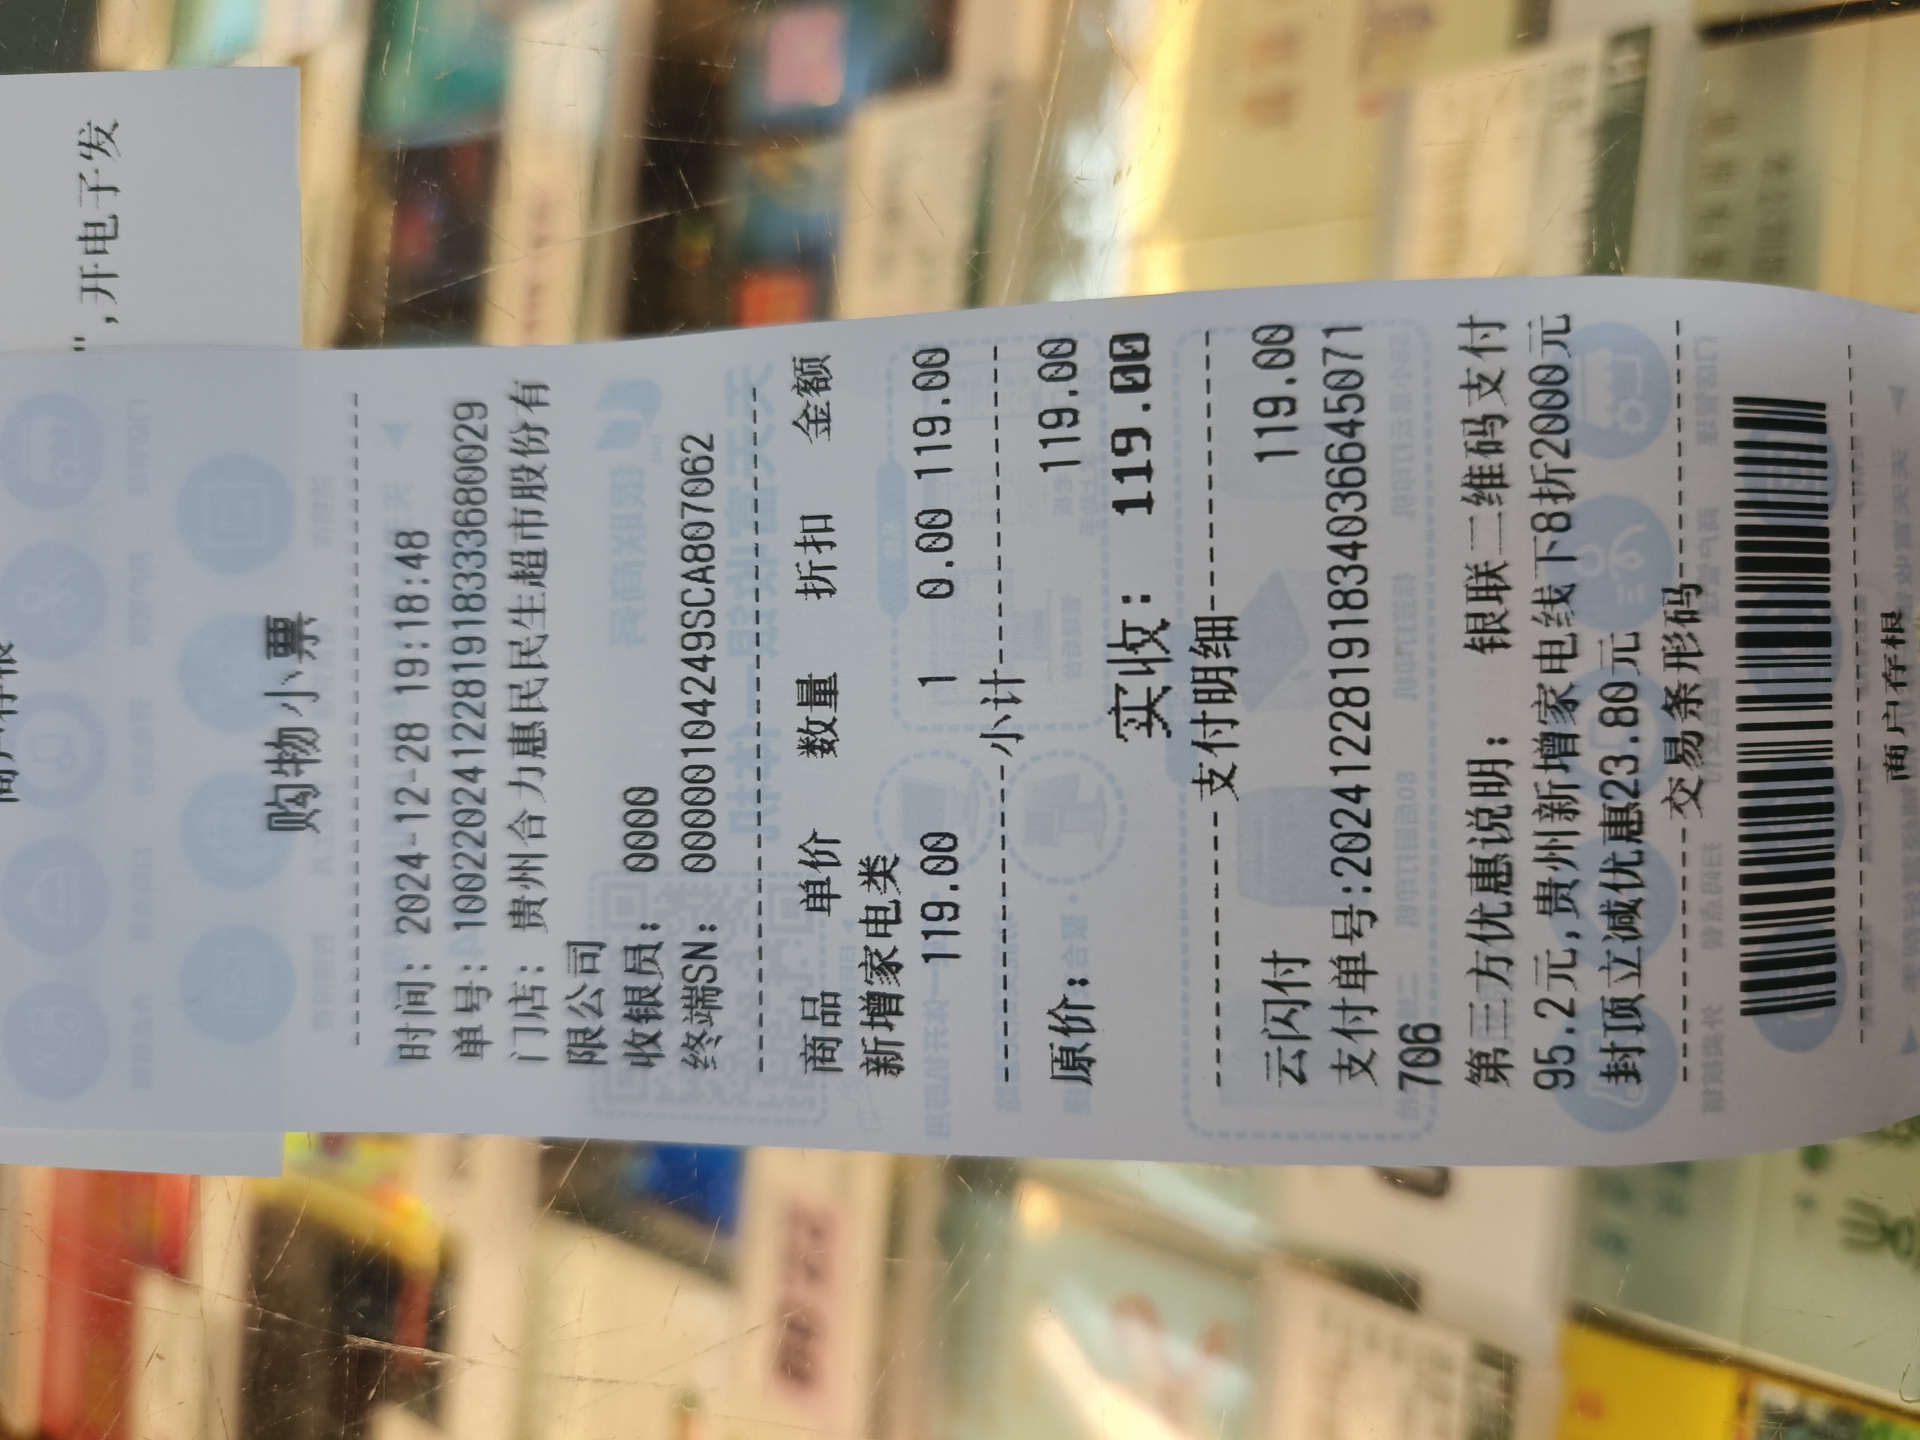 商户存根
",开电子发
购物小票
时间: 2024-12-28 19:18:48
单号:10022024122819183336800029
门店: 贵州合力惠民民生超市股份有
限公司
收银员: 0000
终端SN: 00000104249SCA807062
商品 单价 数量 折扣 金额
新增家电类
119.00 1 0.00 119.00
小计
原价: 119.00
实收: 119.00
支付明细
云闪付 119.00
支付单号:20241228191834036645071
706
第三方优惠说明: 银联二维码支付
95.2元,贵州新增家电线下8折2000元
封顶立减优惠23.80元
交易条形码
商户存根